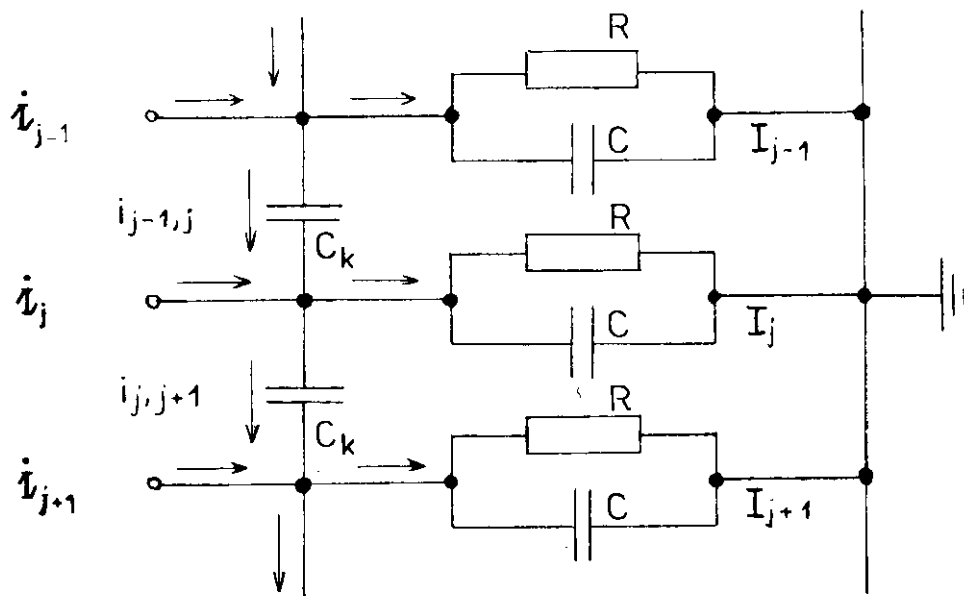 R
i_{j-1}
C
I_{j-1}
i_{j-1,j}
C_k
R
i_j
C
I_j
i_{j,j+1}
C_k
R
i_{j+1}
C
I_{j+1}